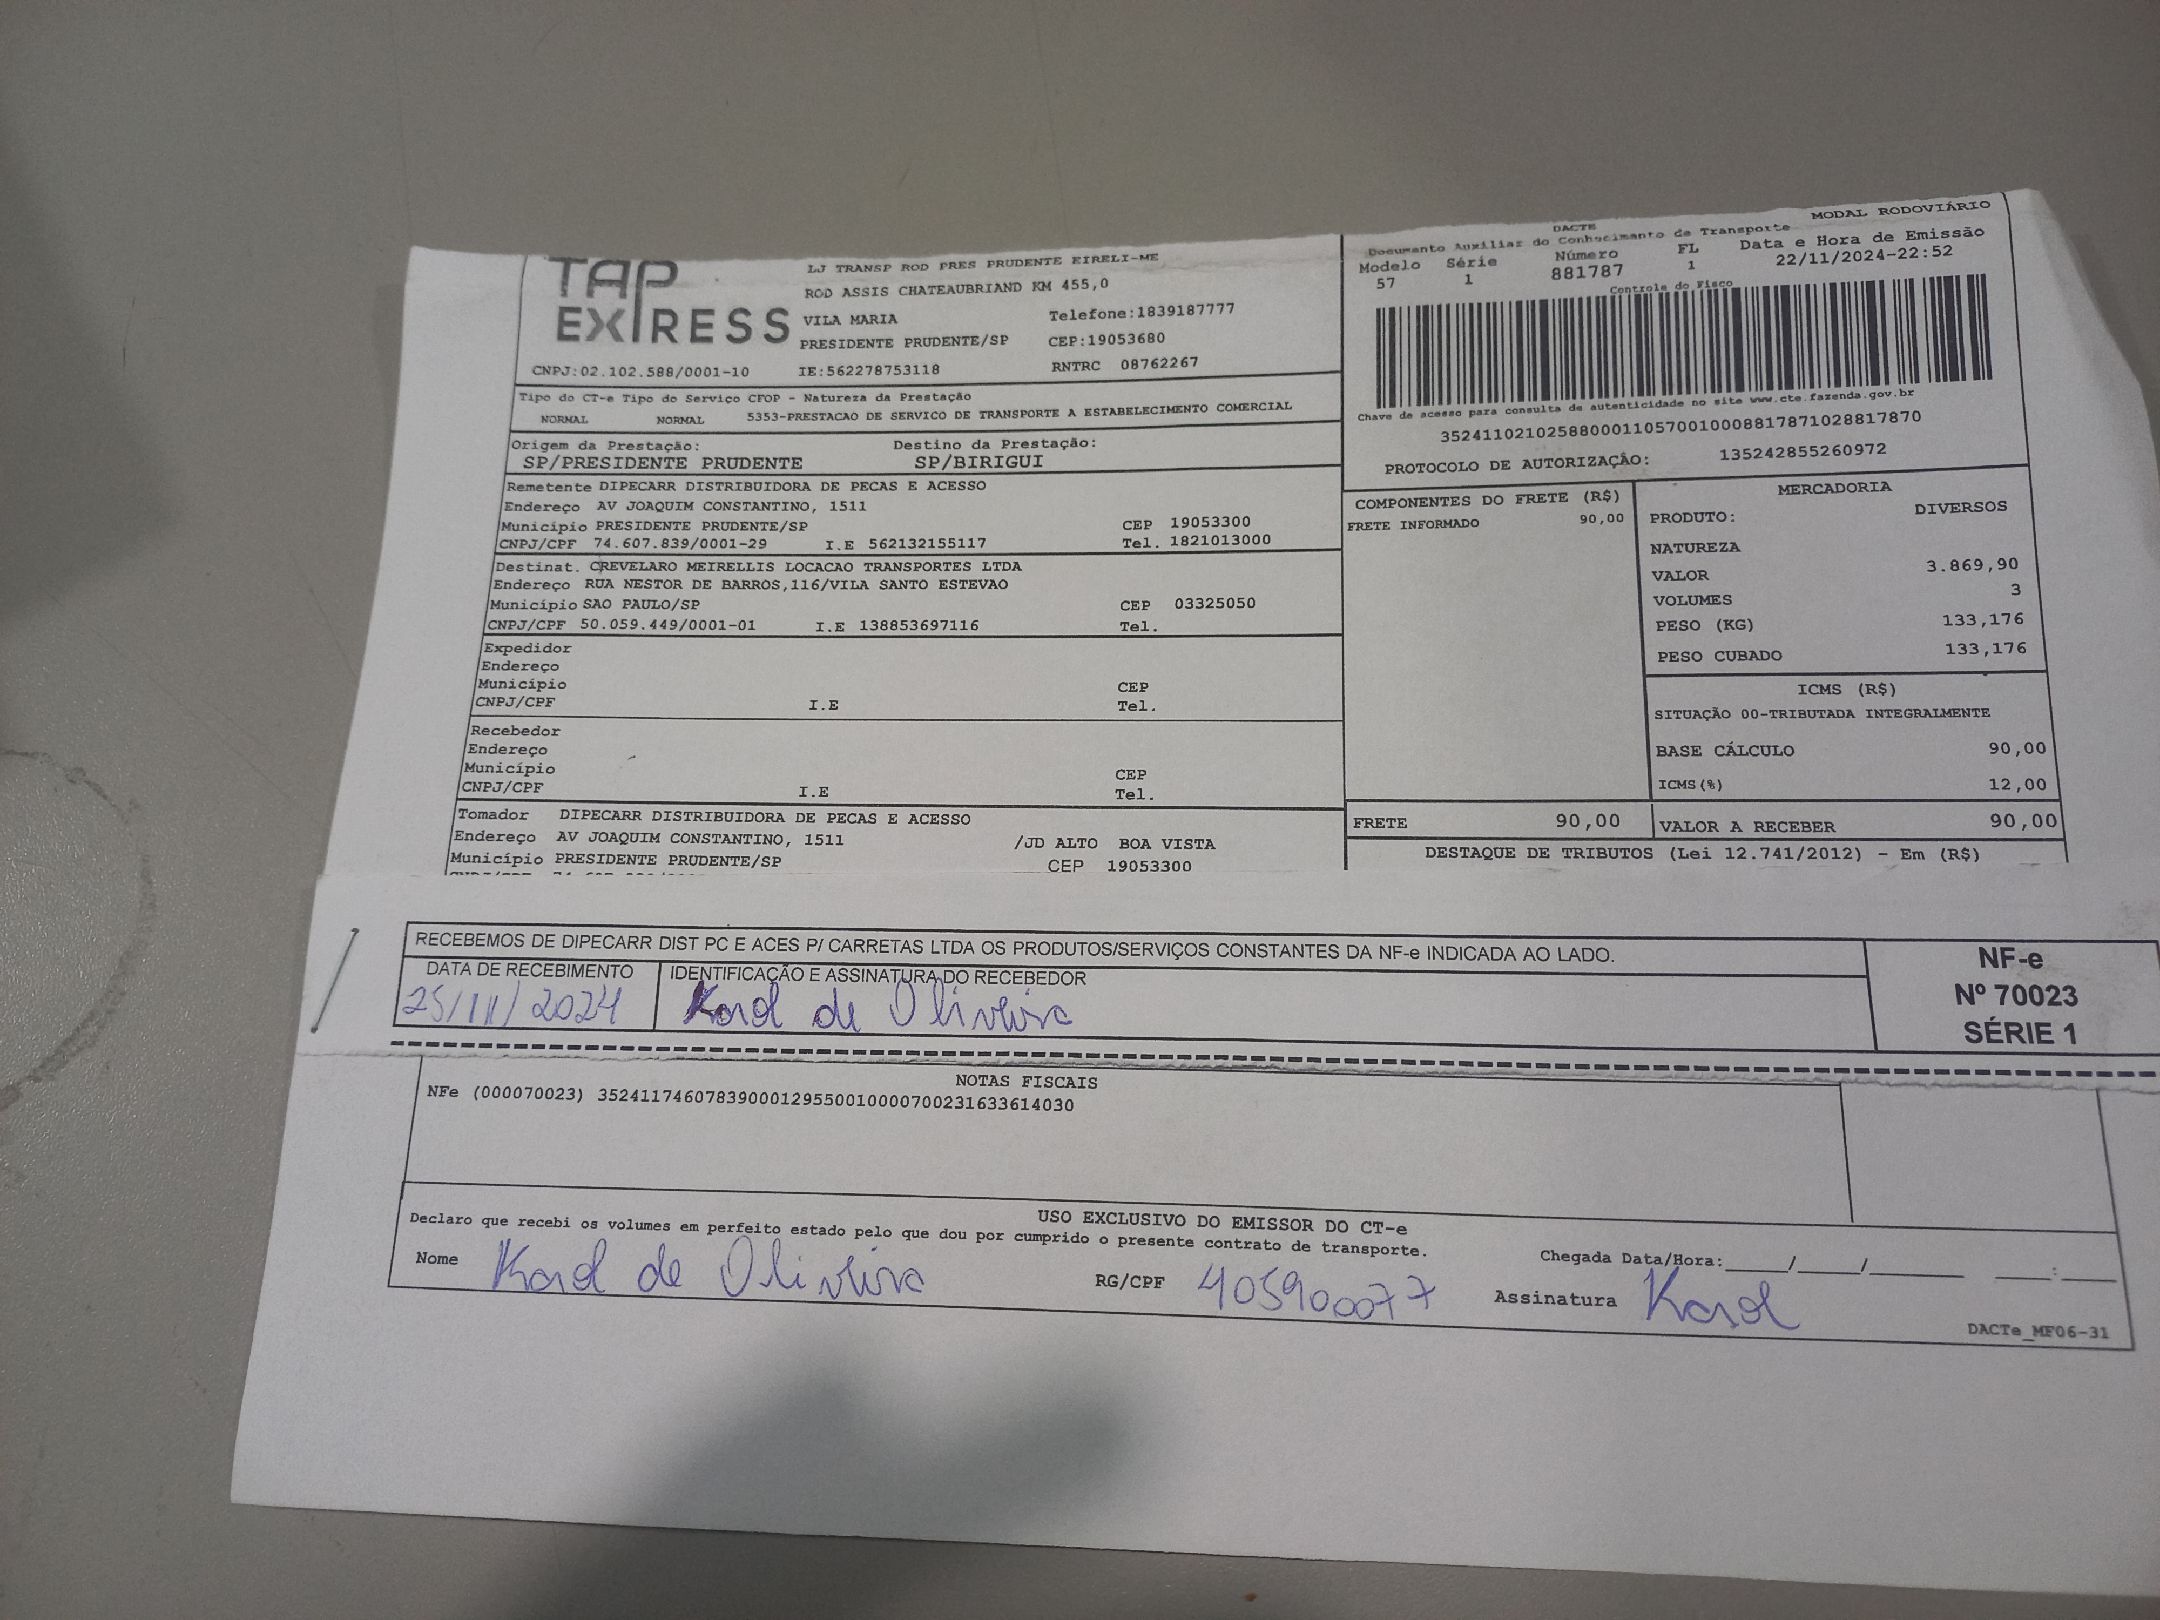 TAP EXPRESS
LJ TRANSP ROD PRES PRUDENTE EIRELI-ME
ROD ASSIS CHATEAUBRIAND KM 455,0
VILA MARIA Telefone:1839187777
PRESIDENTE PRUDENTE/SP CEP:19053680
CNPJ:02.102.588/0001-10 IE:562278753118 RNTRC 08762267
MODAL RODOVIÁRIO
DACTE
Documento Auxiliar do Conhecimento de Transporte
Modelo Série Número FL Data e Hora de Emissão
57 1 881787 1 22/11/2024-22:52
Controle do Fisco
Chave de acesso para consulta de autenticidade no site www.cte.fazenda.gov.br
35241102102588000110570010008817871028817870
PROTOCOLO DE AUTORIZAÇÂO: 135242855260972
Tipo do CT-e Tipo do Serviço CFOP - Natureza da Prestação
NORMAL NORMAL 5353-PRESTACAO DE SERVICO DE TRANSPORTE A ESTABELECIMENTO COMERCIAL
Origem da Prestação: Destino da Prestação:
SP/PRESIDENTE PRUDENTE SP/BIRIGUI
Remetente DIPECARR DISTRIBUIDORA DE PECAS E ACESSO
Endereço AV JOAQUIM CONSTANTINO, 1511
Município PRESIDENTE PRUDENTE/SP CEP 19053300
CNPJ/CPF 74.607.839/0001-29 I.E 562132155117 Tel. 1821013000
Destinat. CREVELARO MEIRELLIS LOCACAO TRANSPORTES LTDA
Endereço RUA NESTOR DE BARROS,116/VILA SANTO ESTEVAO
Município SAO PAULO/SP CEP 03325050
CNPJ/CPF 50.059.449/0001-01 I.E 138853697116 Tel.
Expedidor
Endereço
Município CEP
CNPJ/CPF I.E Tel.
Recebedor
Endereço
Município CEP
CNPJ/CPF I.E Tel.
Tomador DIPECARR DISTRIBUIDORA DE PECAS E ACESSO
Endereço AV JOAQUIM CONSTANTINO, 1511 /JD ALTO BOA VISTA
Município PRESIDENTE PRUDENTE/SP CEP 19053300
COMPONENTES DO FRETE (R$)
FRETE INFORMADO 90,00
MERCADORIA
PRODUTO: DIVERSOS
NATUREZA
VALOR 3.869,90
VOLUMES 3
PESO (KG) 133,176
PESO CUBADO 133,176
ICMS (R$)
SITUAÇÃO 00-TRIBUTADA INTEGRALMENTE
BASE CÁLCULO 90,00
ICMS(%) 12,00
FRETE 90,00 VALOR A RECEBER 90,00
DESTAQUE DE TRIBUTOS (Lei 12.741/2012) - Em (R$)
RECEBEMOS DE DIPECARR DIST PC E ACES P/ CARRETAS LTDA OS PRODUTOS/SERVIÇOS CONSTANTES DA NF-e INDICADA AO LADO.
DATA DE RECEBIMENTO IDENTIFICAÇÃO E ASSINATURA DO RECEBEDOR
25/11/2024 Karol de Oliveira
NF-e
Nº 70023
SÉRIE 1
NOTAS FISCAIS
NFe (000070023) 35241174607839000129550010000700231633614030
USO EXCLUSIVO DO EMISSOR DO CT-e
Declaro que recebi os volumes em perfeito estado pelo que dou por cumprido o presente contrato de transporte.
Chegada Data/Hora:_____/_____/________ ____:____
Nome Karol de Oliveira RG/CPF 405900077 Assinatura Karol
DACTe_MF06-31